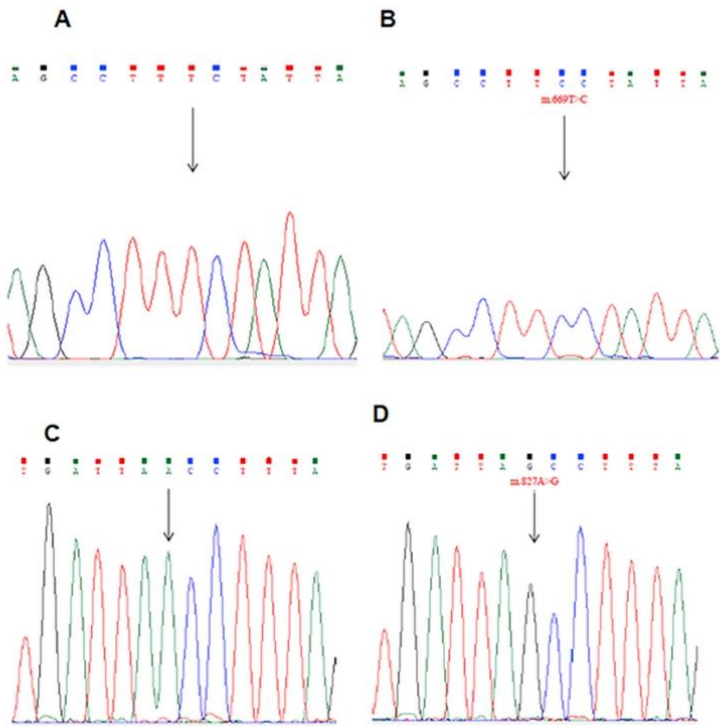 A
A G C C T T T C T A T T A
B
A G C C T T C C T A T T A
m.669T>C
C
T G A T T A A C C T T T A
D
T G A T T A G C C T T T A
m.827A>G